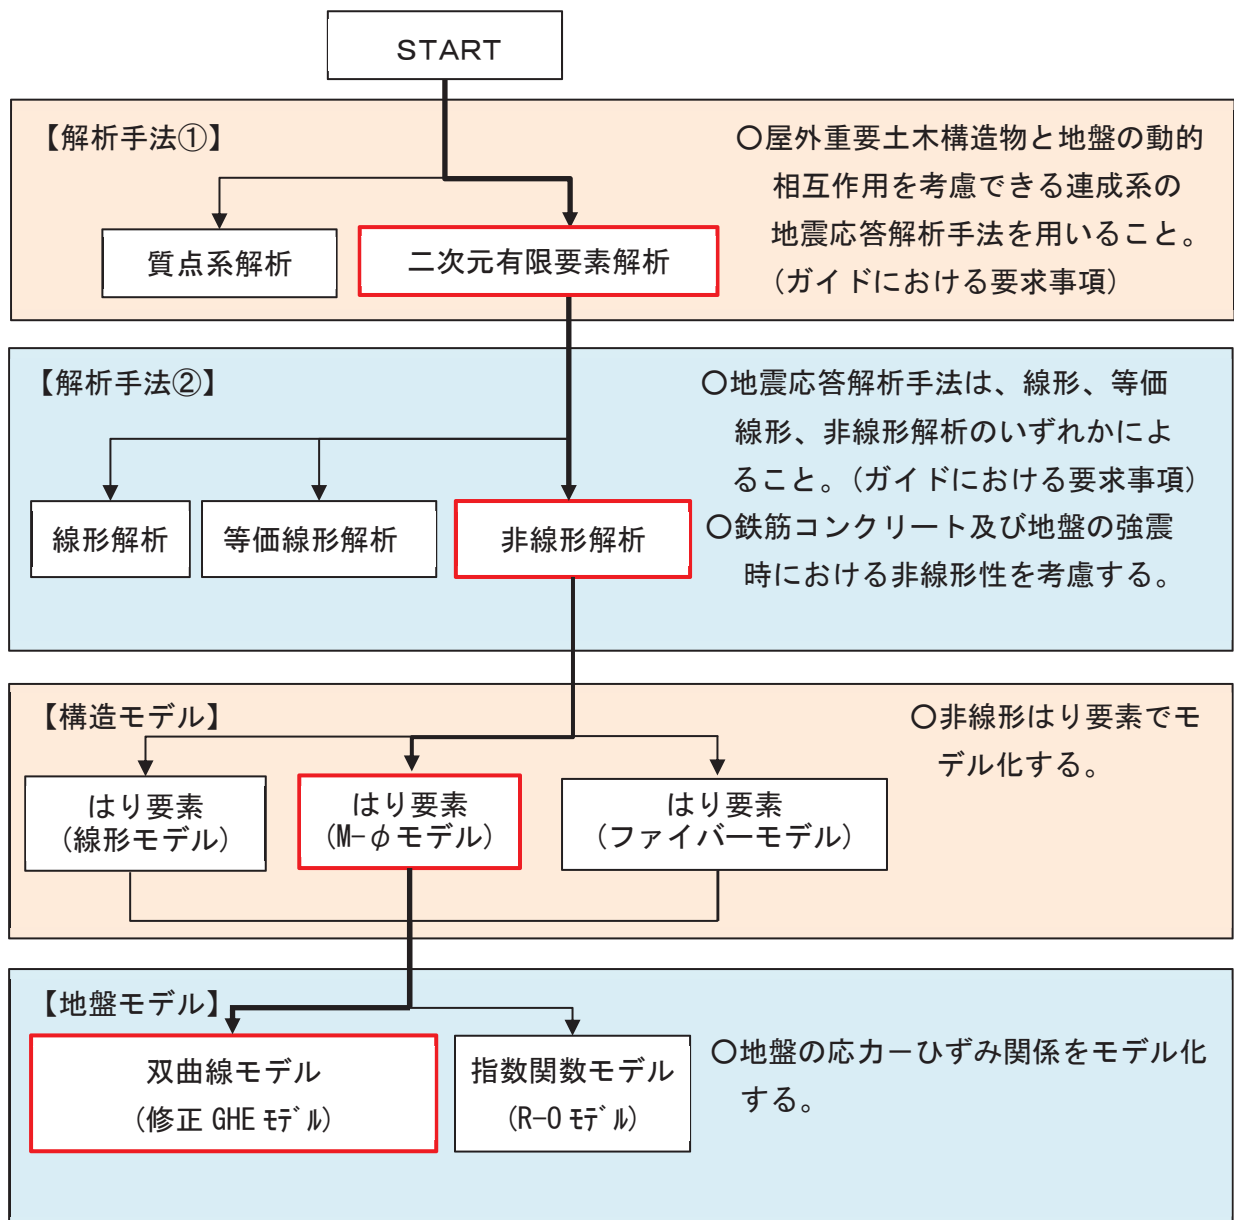 START
【解析手法①】
〇屋外重要土木構造物と地盤の動的
相互作用を考慮できる連成系の
地震応答解析手法を用いること。
(ガイドにおける要求事項)
質点系解析
二次元有限要素解析
【解析手法②】
〇地震応答解析手法は、線形、等価
線形、非線形解析のいずれかによ
ること。(ガイドにおける要求事項)
〇鉄筋コンクリート及び地盤の強震
時における非線形性を考慮する。
線形解析
等価線形解析
非線形解析
【構造モデル】
〇非線形はり要素でモ
デル化する。
はり要素
(線形モデル)
はり要素
(M-φモデル)
はり要素
(ファイバーモデル)
【地盤モデル】
双曲線モデル
(修正 GHE ﾓﾃﾞﾙ)
指数関数モデル
(R-O ﾓﾃﾞﾙ)
〇地盤の応力－ひずみ関係をモデル化
する。